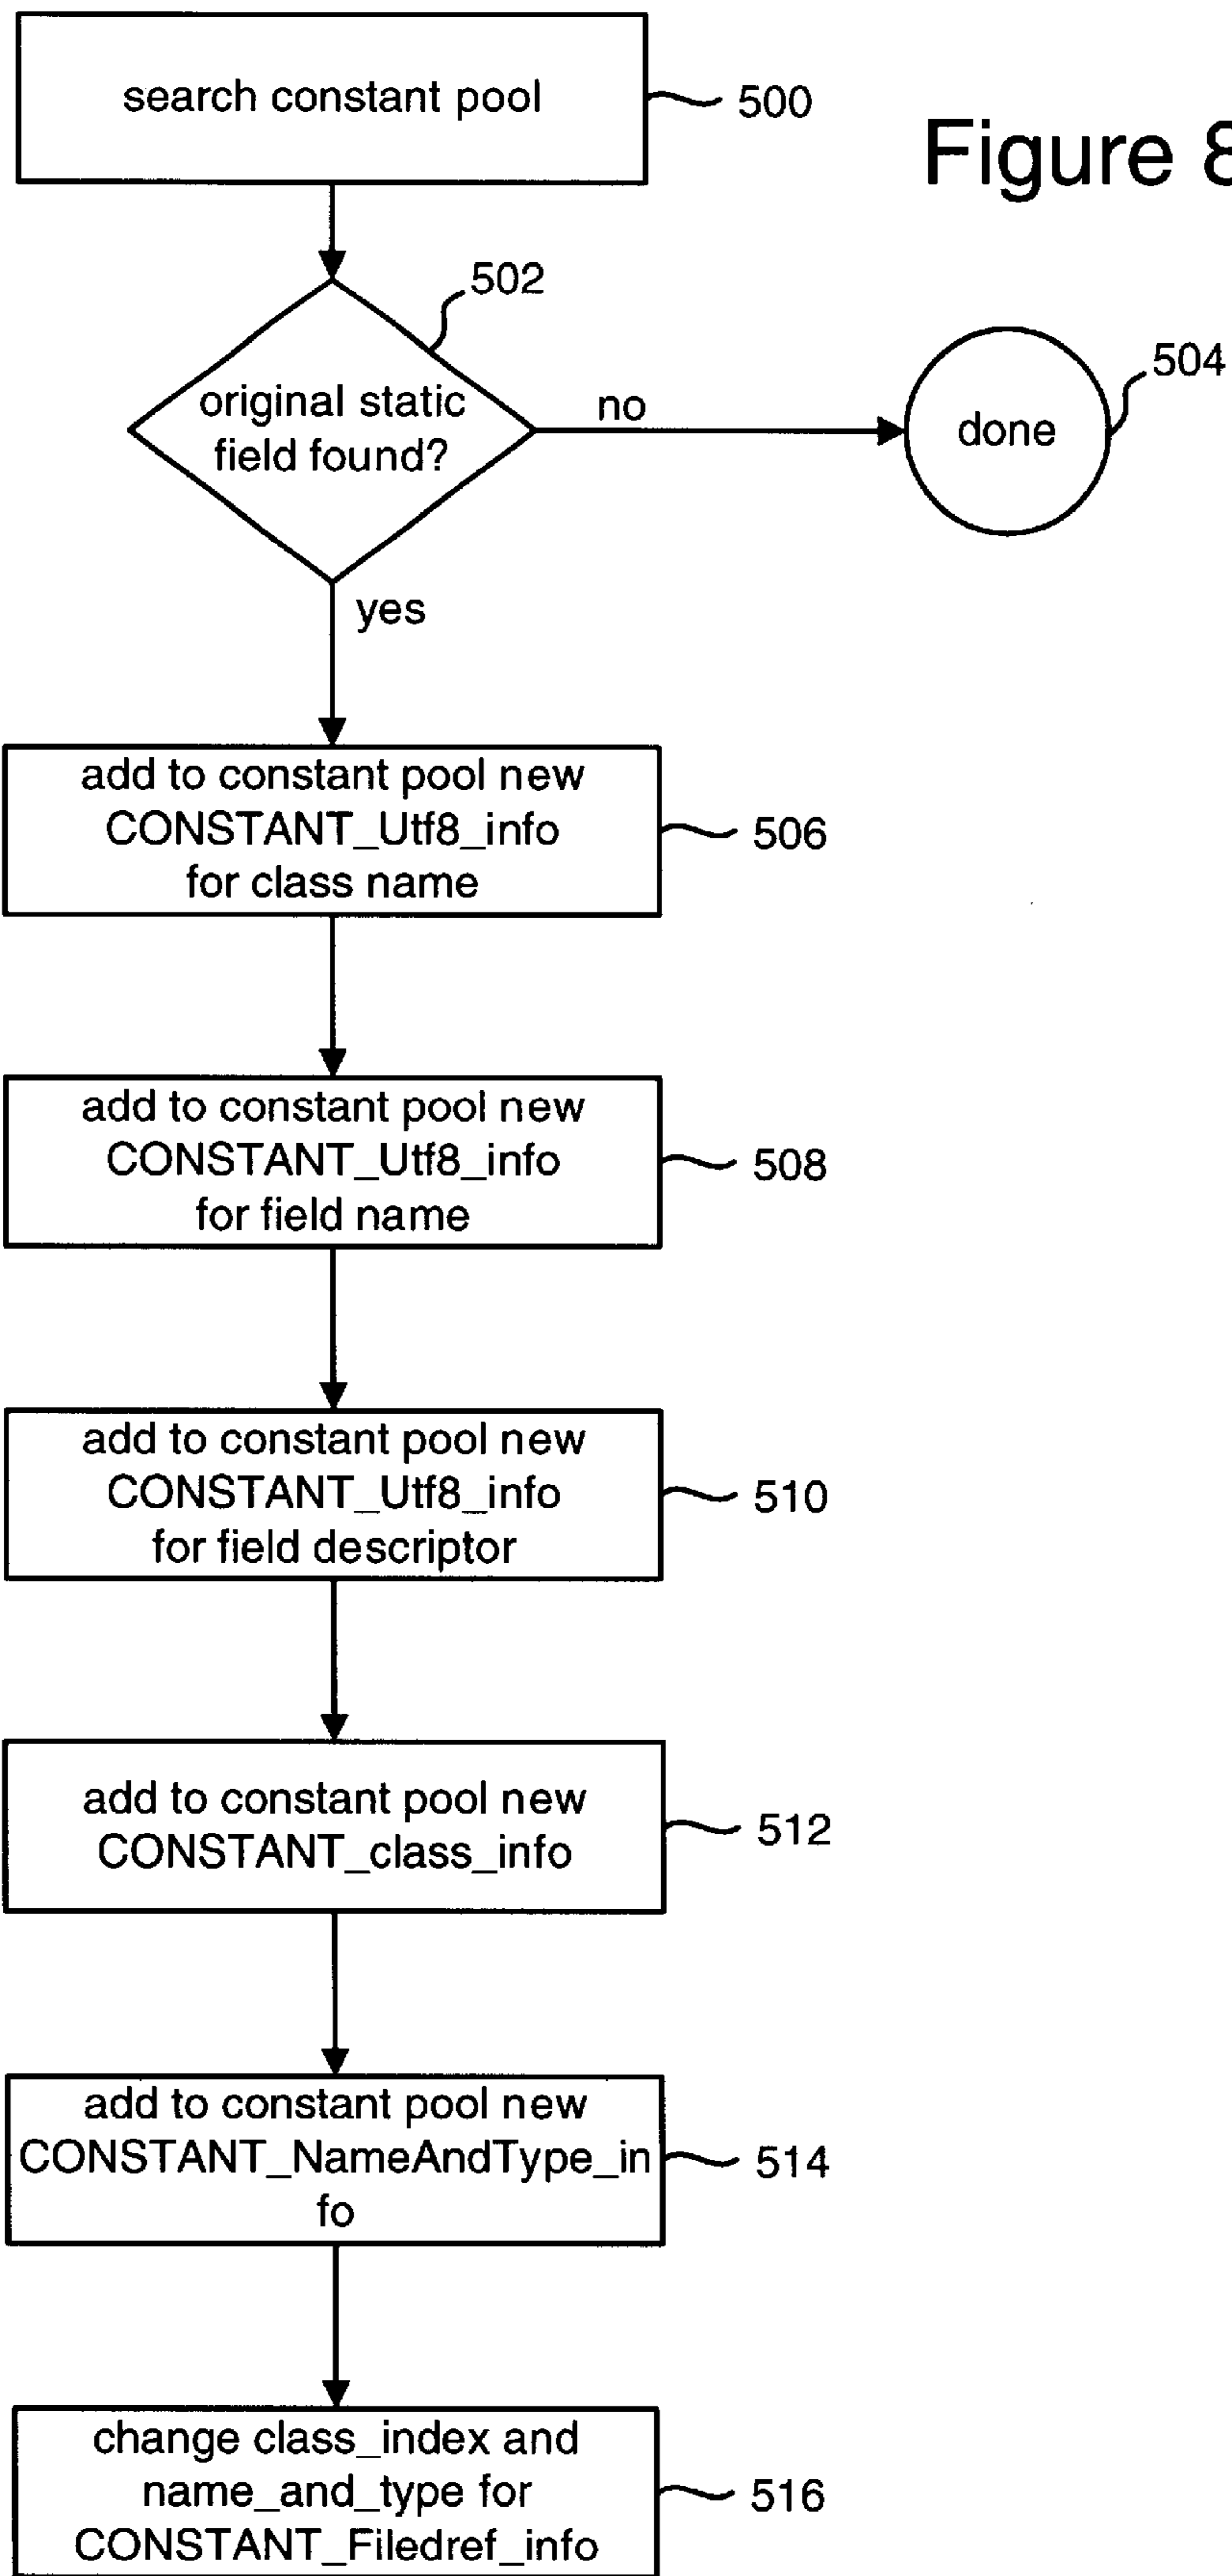 search constant pool
500
Figure 8
502
original static
field found?
no
done
504
yes
add to constant pool new
CONSTANT_Utf8_info
for class name
506
add to constant pool new
CONSTANT_Utf8_info
for field name
508
add to constant pool new
CONSTANT_Utf8_info
for field descriptor
510
add to constant pool new
CONSTANT_class_info
512
add to constant pool new
CONSTANT_NameAndType_in
fo
514
change class_index and
name_and_type for
CONSTANT_Filedref_info
516